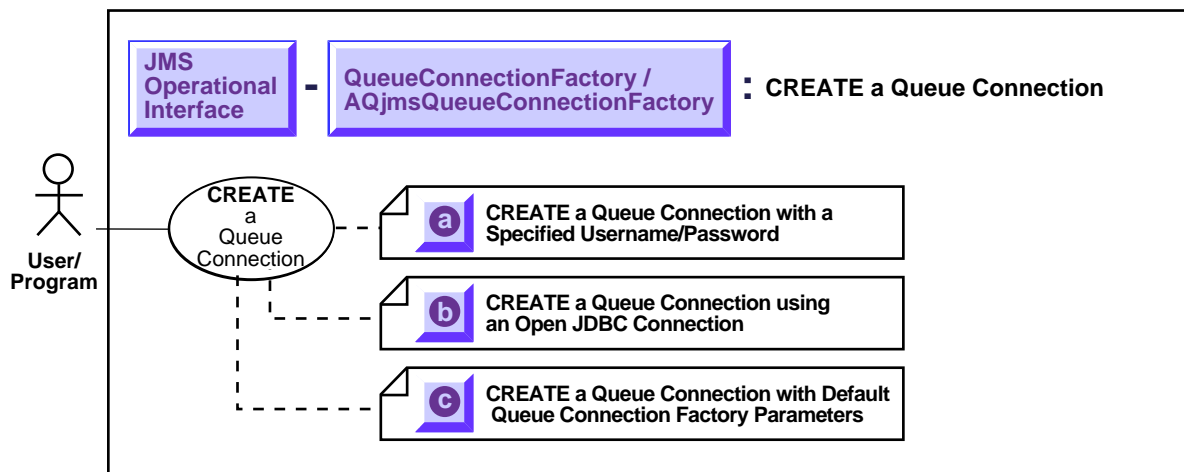 JMS
Operational
Interface
-
QueueConnectionFactory /
AQjmsQueueConnectionFactory
: CREATE a Queue Connection
User/
Program
CREATE
a
Queue
Connection
a
CREATE a Queue Connection with a
Specified Username/Password
b
CREATE a Queue Connection using
an Open JDBC Connection
c
CREATE a Queue Connection with Default
Queue Connection Factory Parameters